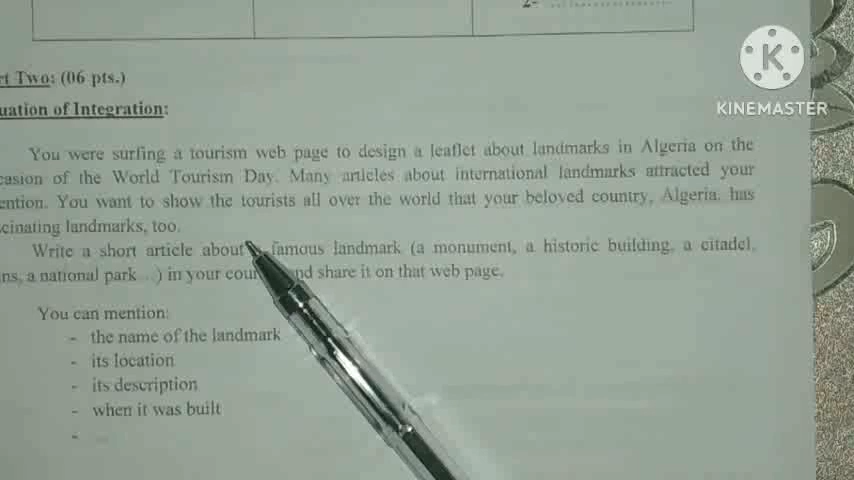 2-
rt Two: (06 pts.)
uation of Integration:
You were surfing a tourism web page to design a leaflet about landmarks in Algeria on the
casion of the World Tourism Day. Many articles about international landmarks attracted your
ention. You want to show the tourists all over the world that your beloved country, Algeria, has
scinating landmarks, too.
Write a short article about famous landmark (a monument, a historic building, a citadel,
ns, a national park ...) in your coun nd share it on that web page.
You can mention:
- the name of the landmark
- its location
- its description
- when it was built
- ...
K
KINEMASTER